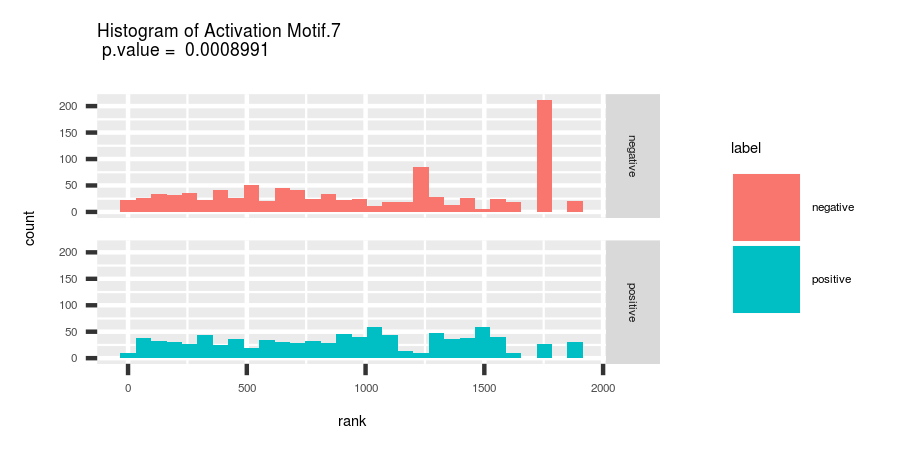 Histogram of Activation Motif.7
p.value = 0.0008991
200
150
100
50
0
negative
200
150
100
50
0
positive
0 500 1000 1500 2000
rank
count
label
negative
positive